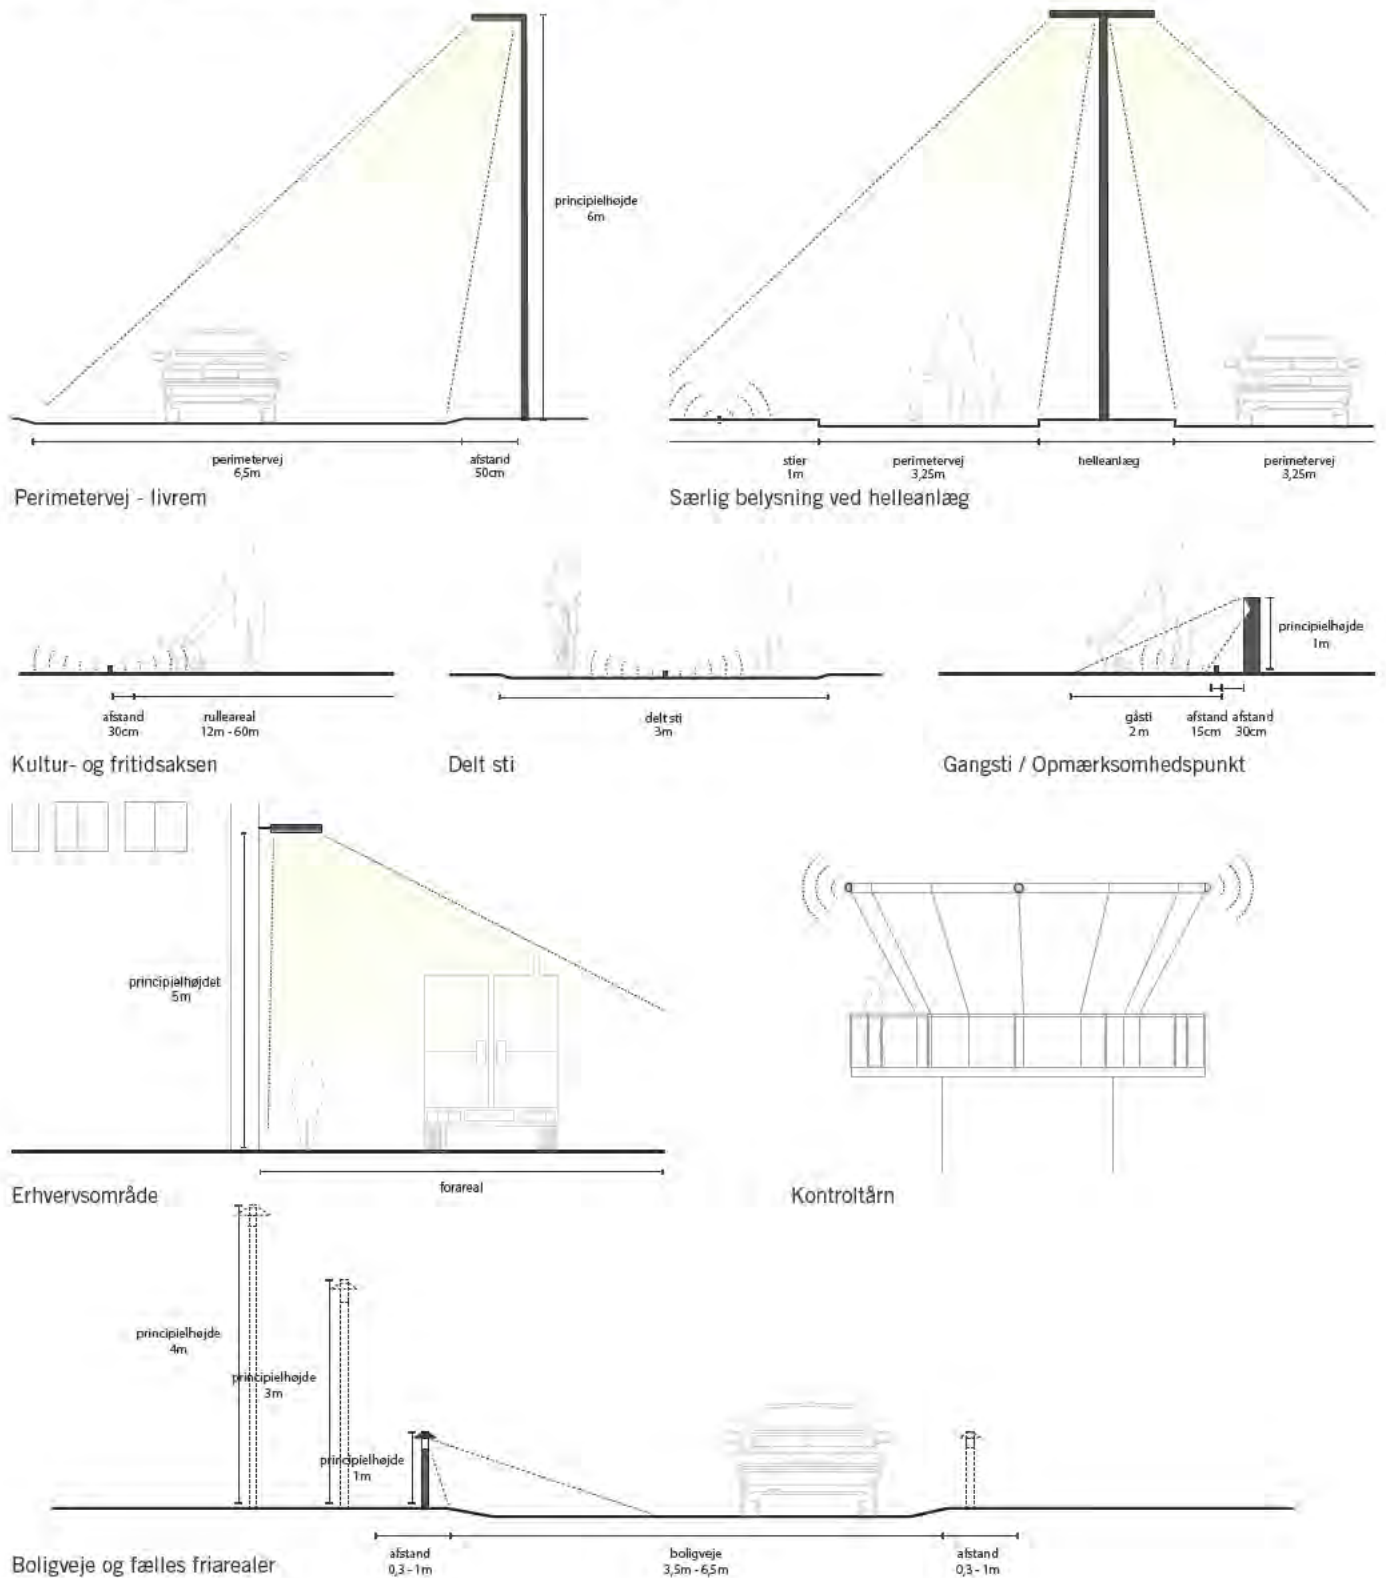 principielhøjde
6m
perimetervej
6,5m
afstand
50cm
Perimetervej - livrem
stier
1m
perimetervej
3,25m
helleanlæg
perimetervej
3,25m
Særlig belysning ved helleanlæg
afstand
30cm
rulleareal
12m - 60m
Kultur- og fritidsaksen
delt sti
3m
Delt sti
principielhøjde
1m
gåsti
2m
afstand
15cm
afstand
30cm
Gangsti / Opmærksomhedspunkt
principielhøjdet
5m
forareal
Erhvervsområde
Kontroltårn
principielhøjde
4m
principielhøjde
3m
principielhøjde
1m
afstand
0,3 - 1m
boligveje
3,5m - 6,5m
afstand
0,3 - 1m
Boligveje og fælles friarealer